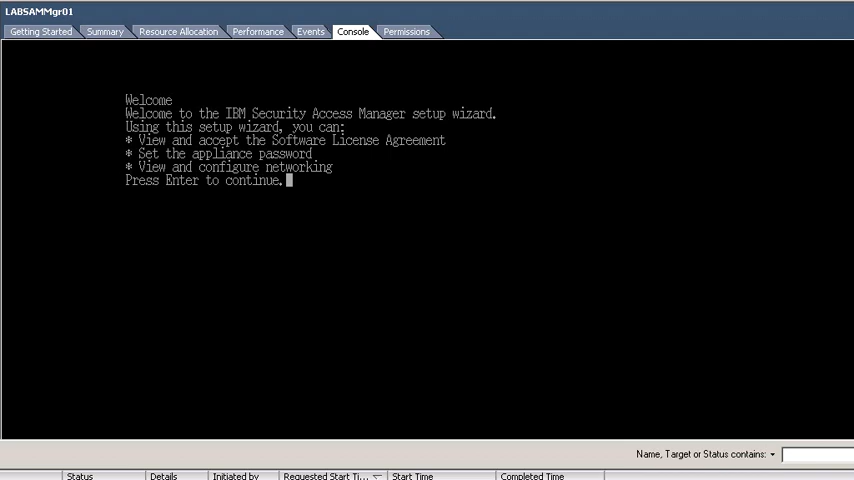 LABSAMMgr01
Getting Started Summary Resource Allocation Performance Events Console Permissions
Welcome
Welcome to the IBM Security Access Manager setup wizard.
Using this setup wizard, you can:
* View and accept the Software License Agreement
* Set the appliance password
* View and configure networking
Press Enter to continue.
Name, Target or Status contains:
Status Details Initiated by Requested Start Ti... Start Time Completed Time